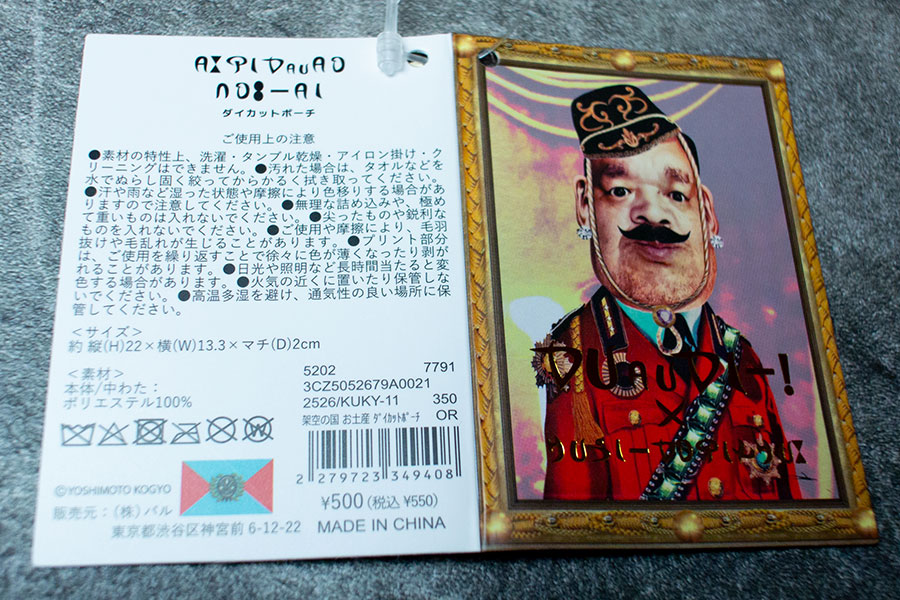 ダイカットポーチ
ご使用上の注意
●素材の特性上、洗濯・タンブル乾燥・アイロン掛け・ク
リーニングはできません。●汚れた場合は、タオルなどを
水でぬらし固く絞ってからかるく拭き取ってください。
●汗や雨など湿った状態や摩擦により色移りする場合があ
りますので注意してください。●無理な詰め込みや、極め
て重いものは入れないでください。●尖ったものや鋭利な
ものを入れないでください。●ご使用や摩擦により、毛羽
抜けや毛乱れが生じることがあります。●プリント部分
は、ご使用を繰り返すことで徐々に色が薄くなったり剥が
れることがあります。●日光や照明など長時間当たると変
色する場合があります。●火気の近くに置いたり保管しな
いでください。●高温多湿を避け、通気性の良い場所に保
管してください。
＜サイズ＞
約 縦(H)22×横(W)13.3×マチ(D)2cm
＜素材＞
本体/中わた：
ポリエステル100%
5202 7791
3CZ5052679A0021
2526/KUKY-11 350
架空の国 お土産 ﾀﾞｲｶｯﾄﾎﾟｰﾁ OR
2 279723 349408
¥500(税込 ¥550)
MADE IN CHINA
©YOSHIMOTO KOGYO
販売元：(株) パル
東京都渋谷区神宮前 6-12-22